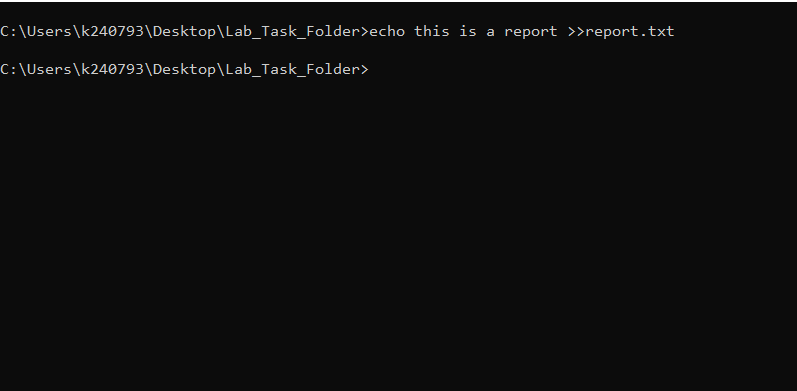 C:\Users\k240793\Desktop\Lab_Task_Folder>echo this is a report >>report.txt
C:\Users\k240793\Desktop\Lab_Task_Folder>